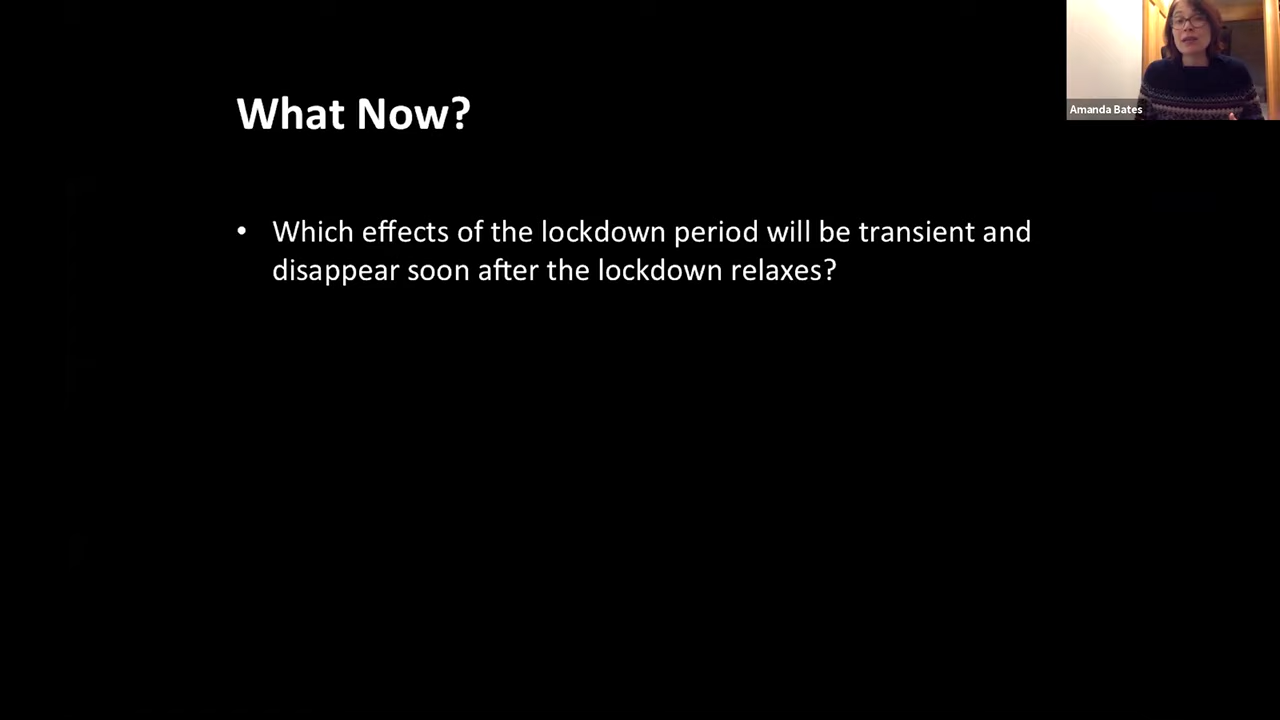 What Now?
• Which effects of the lockdown period will be transient and
disappear soon after the lockdown relaxes?
Amanda Bates